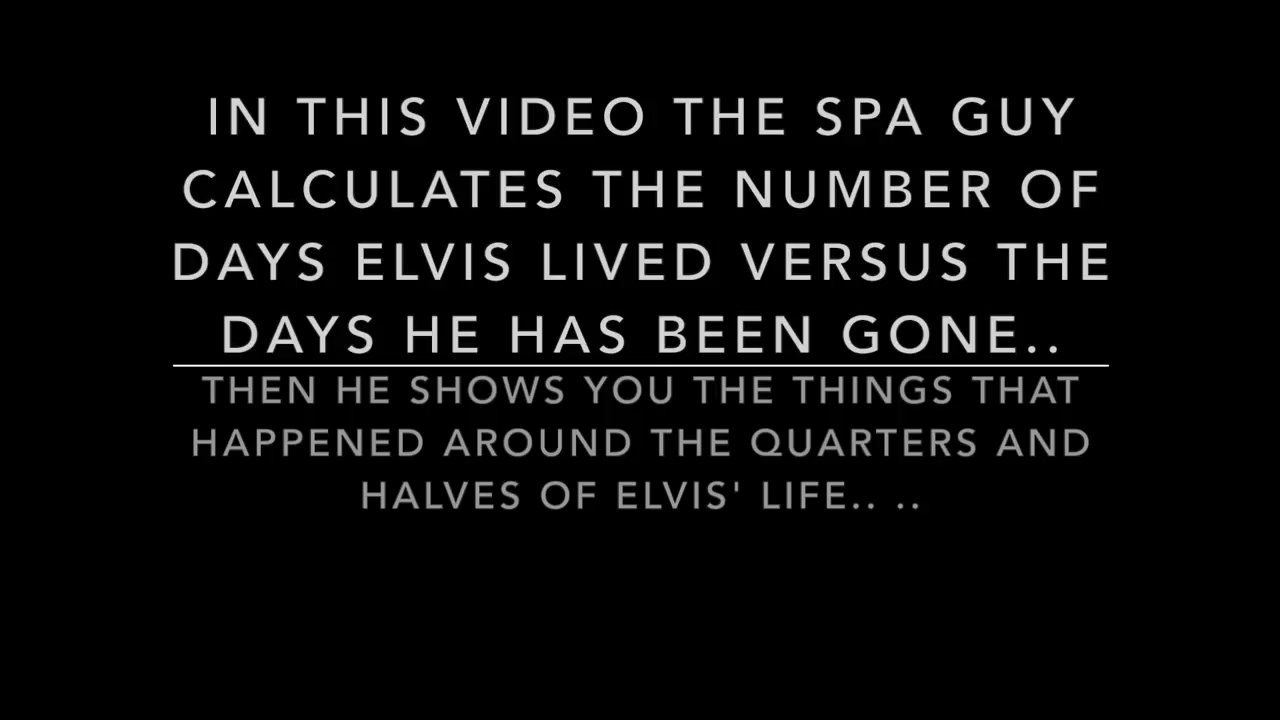 IN THIS VIDEO THE SPA GUY
CALCULATES THE NUMBER OF
DAYS ELVIS LIVED VERSUS THE
DAYS HE HAS BEEN GONE..
THEN HE SHOWS YOU THE THINGS THAT
HAPPENED AROUND THE QUARTERS AND
HALVES OF ELVIS' LIFE.. ..